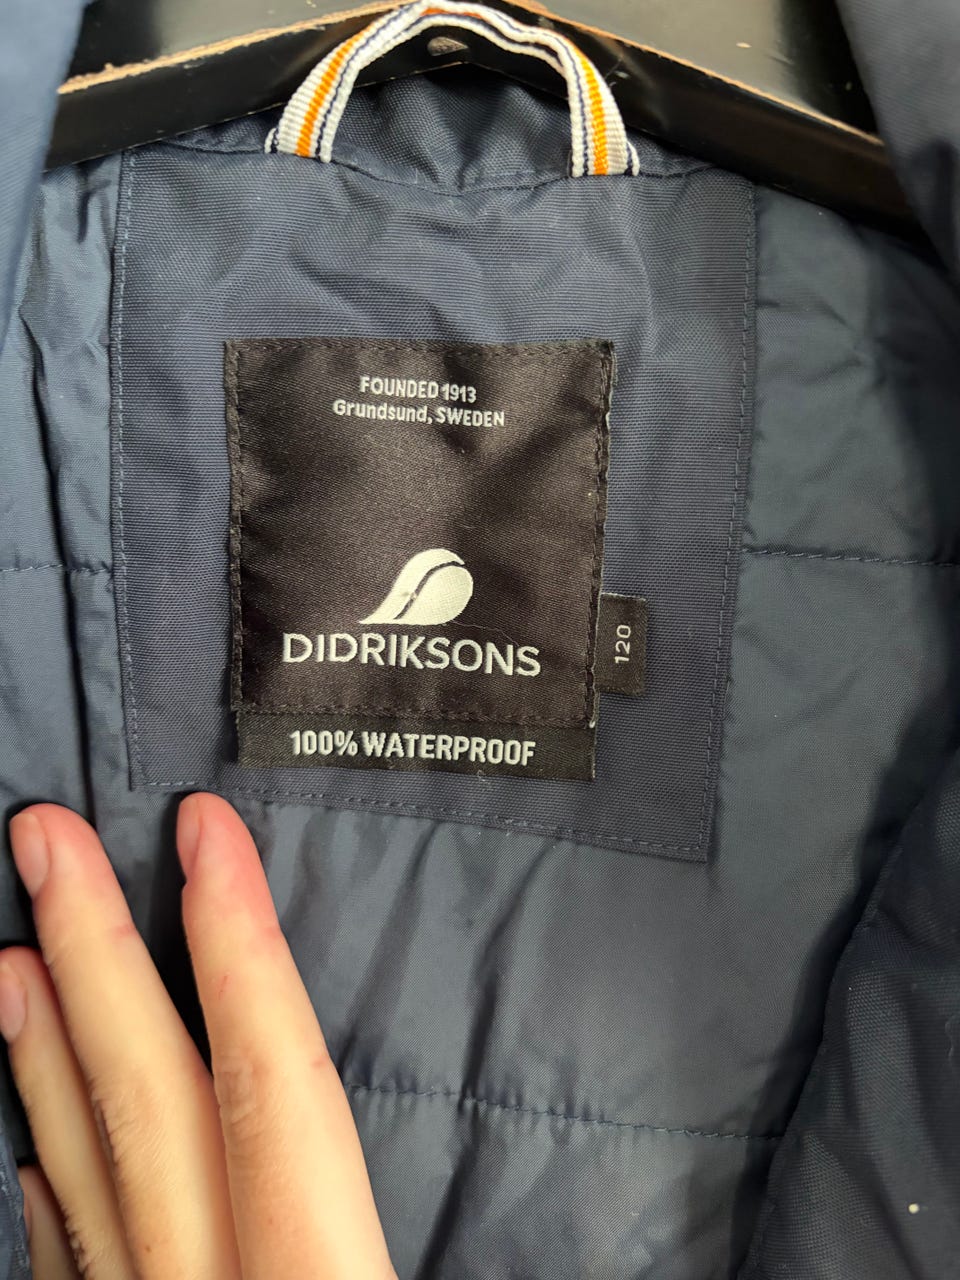 FOUNDED 1913
Grundsund, SWEDEN
DIDRIKSONS
120
100% WATERPROOF